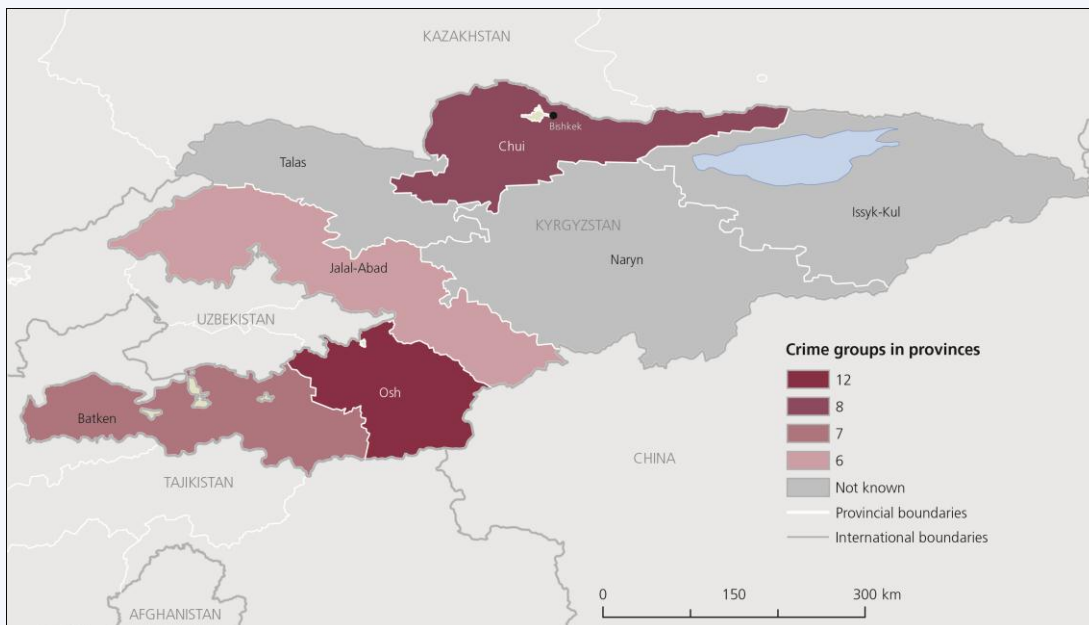 KAZAKHSTAN
Bishkek
Chui
Talas
Issyk-Kul
KYRGYZSTAN
Naryn
Jalal-Abad
UZBEKISTAN
Osh
Batken
TAJIKISTAN
CHINA
AFGHANISTAN
Crime groups in provinces
12
8
7
6
Not known
Provincial boundaries
International boundaries
0 150 300 km